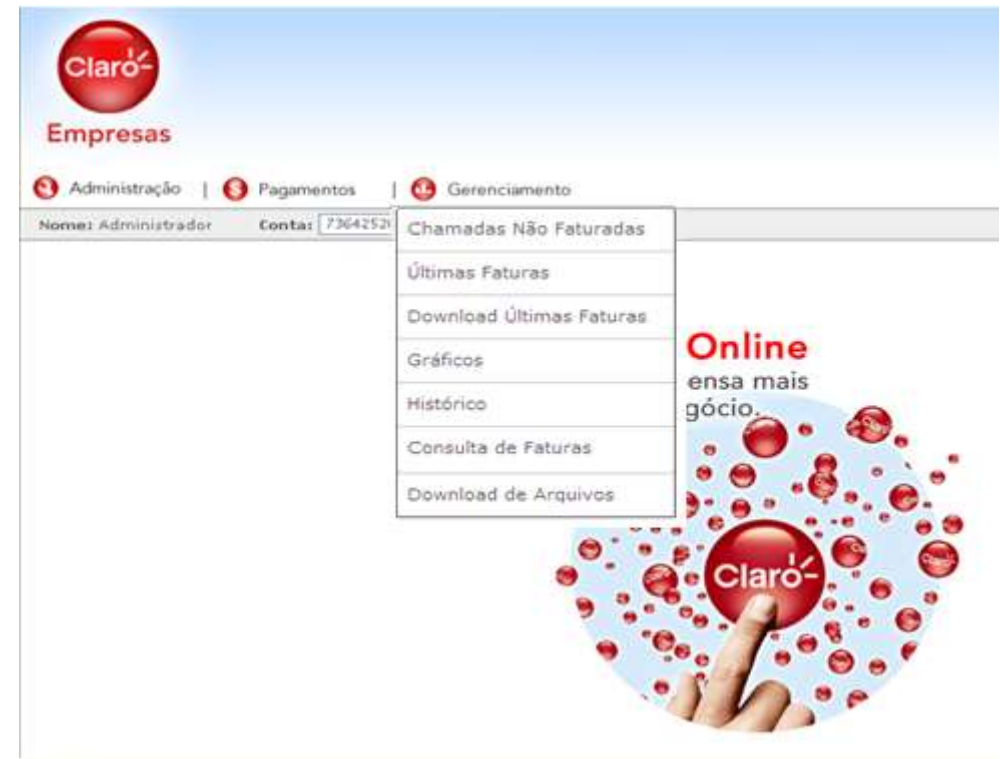 Claro
Empresas
Administração | Pagamentos | Gerenciamento
Nome: Administrador Conta: 7364252
Chamadas Não Faturadas
Últimas Faturas
Download Últimas Faturas
Gráficos
Histórico
Consulta de Faturas
Download de Arquivos
Online
ensa mais
gócio.
Claro